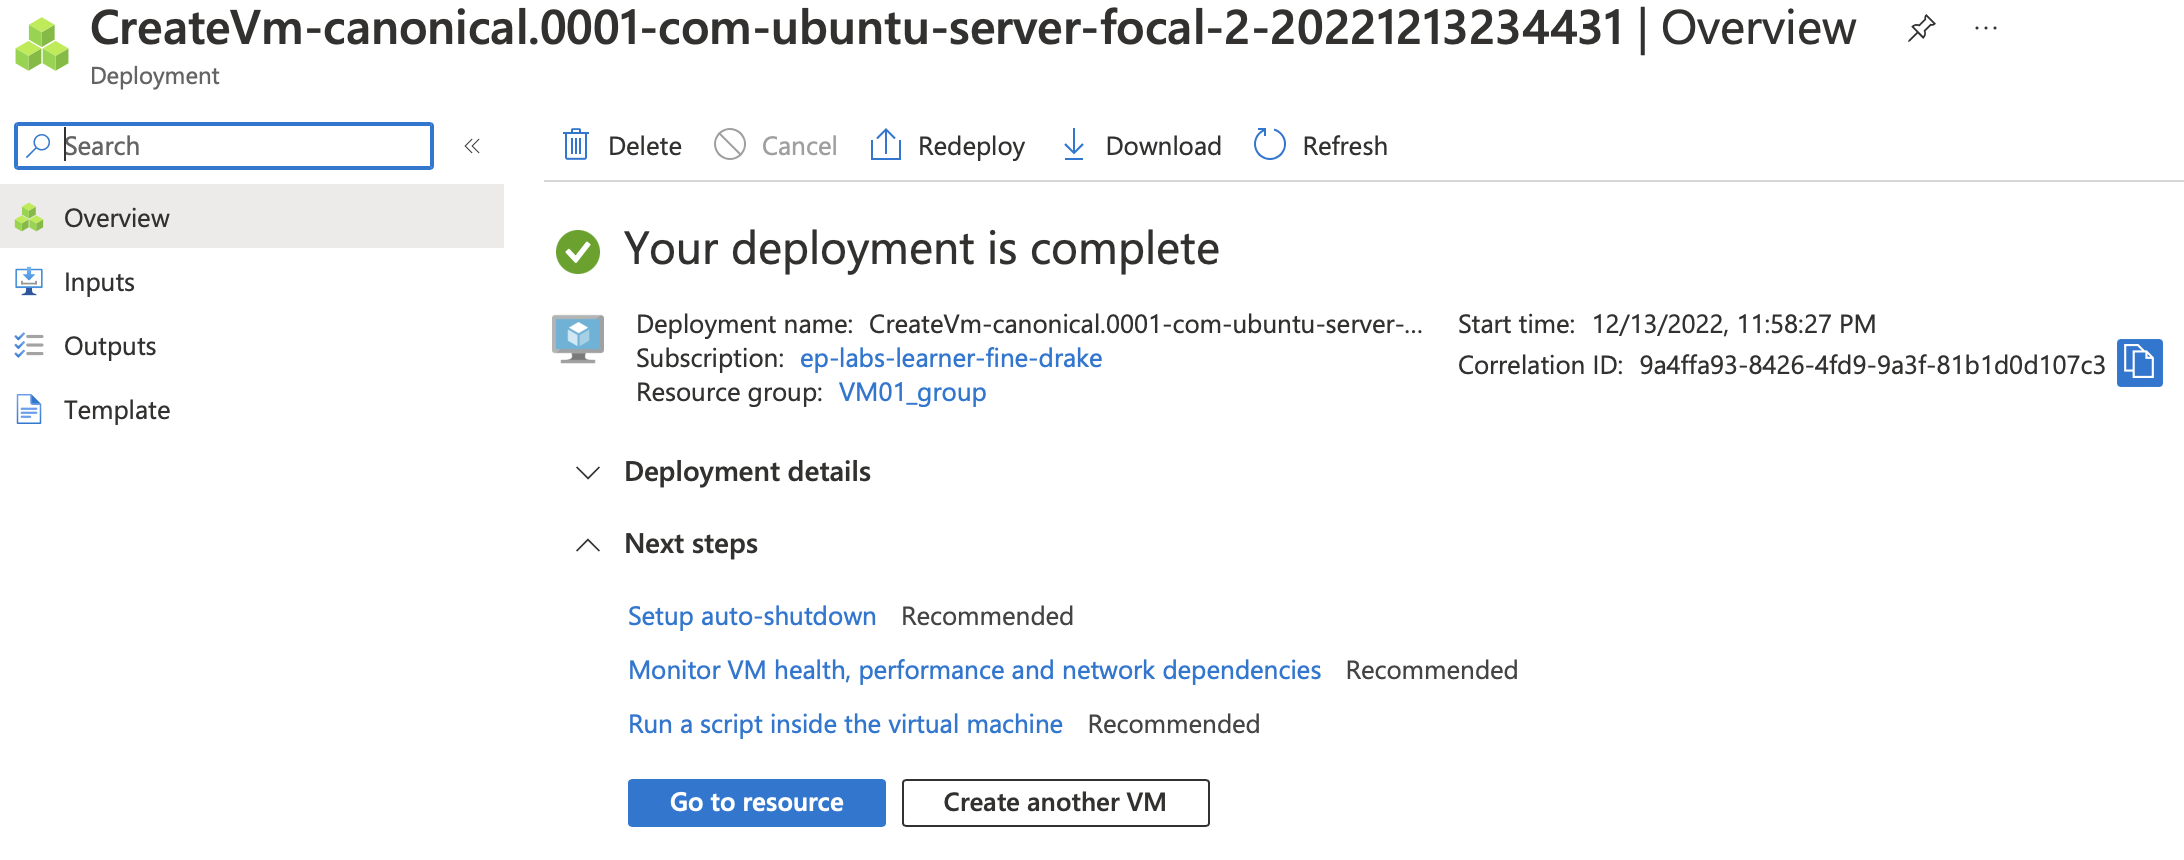 CreateVm-canonical.0001-com-ubuntu-server-focal-2-20221213234431 | Overview
Deployment
Search
«
Delete
Cancel
Redeploy
Download
Refresh
Overview
Inputs
Outputs
Template
Your deployment is complete
Deployment name: CreateVm-canonical.0001-com-ubuntu-server-...
Subscription: ep-labs-learner-fine-drake
Resource group: VM01_group
Start time: 12/13/2022, 11:58:27 PM
Correlation ID: 9a4ffa93-8426-4fd9-9a3f-81b1d0d107c3
Deployment details
Next steps
Setup auto-shutdown Recommended
Monitor VM health, performance and network dependencies Recommended
Run a script inside the virtual machine Recommended
Go to resource
Create another VM